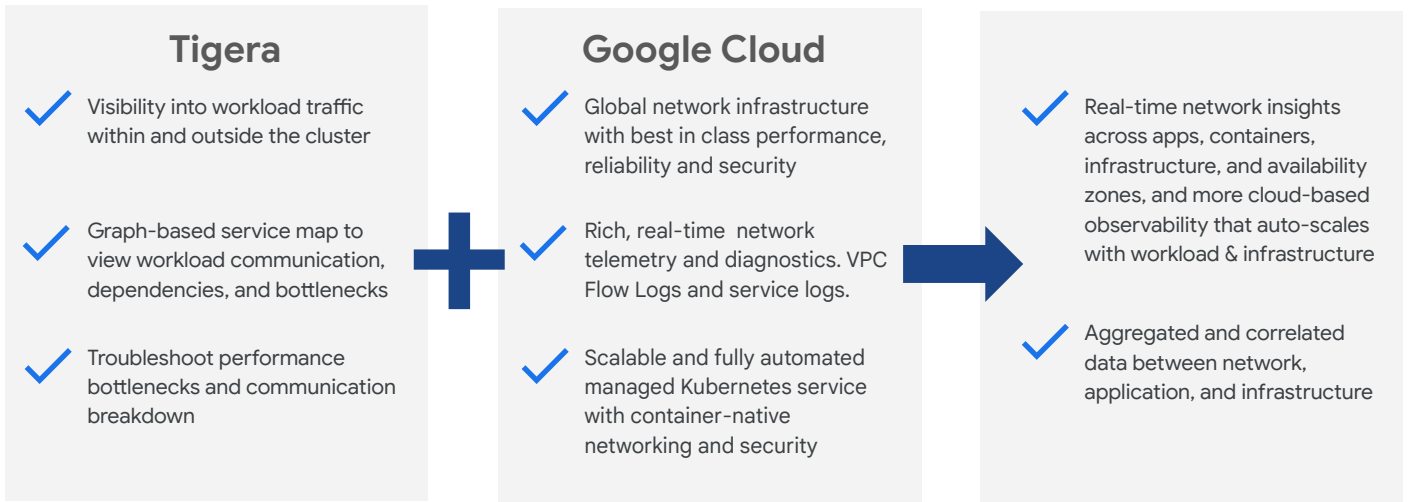 Tigera
Visibility into workload traffic
within and outside the cluster
Graph-based service map to
view workload communication,
dependencies, and bottlenecks
Troubleshoot performance
bottlenecks and communication
breakdown
Google Cloud
Global network infrastructure
with best in class performance,
reliability and security
Rich, real-time network
telemetry and diagnostics. VPC
Flow Logs and service logs.
Scalable and fully automated
managed Kubernetes service
with container-native
networking and security
Real-time network insights
across apps, containers,
infrastructure, and availability
zones, and more cloud-based
observability that auto-scales
with workload & infrastructure
Aggregated and correlated
data between network,
application, and infrastructure